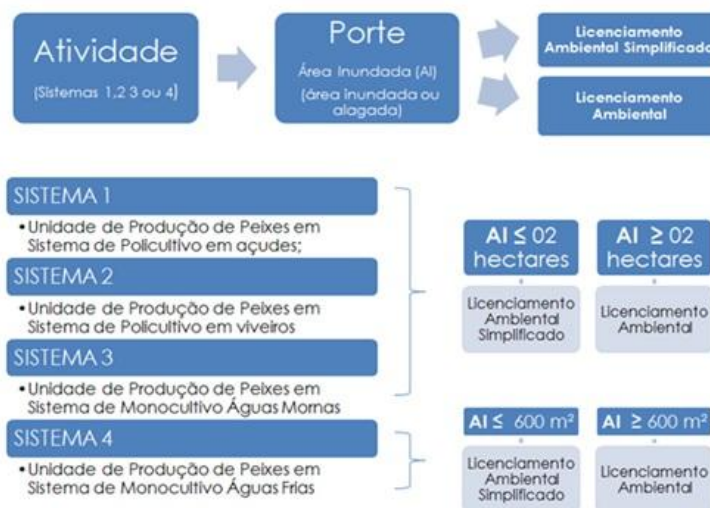 Atividade
(Sistemas 1,2 3 ou 4)
Porte
Área Inundada (AI)
(área inundada ou
alagada)
Licenciamento
Ambiental Simplificado
Licenciamento
Ambiental
SISTEMA 1
•Unidade de Produção de Peixes em
Sistema de Policultivo em açudes;
SISTEMA 2
•Unidade de Produção de Peixes em
Sistema de Policultivo em viveiros
SISTEMA 3
•Unidade de Produção de Peixes em
Sistema de Monocultivo Águas Mornas
SISTEMA 4
•Unidade de Produção de Peixes em
Sistema de Monocultivo Águas Frias
AI ≤ 02
hectares
Licenciamento
Ambiental
Simplificado
AI ≥ 02
hectares
Licenciamento
Ambiental
AI ≤ 600 m²
Licenciamento
Ambiental
Simplificado
AI ≥ 600 m²
Licenciamento
Ambiental